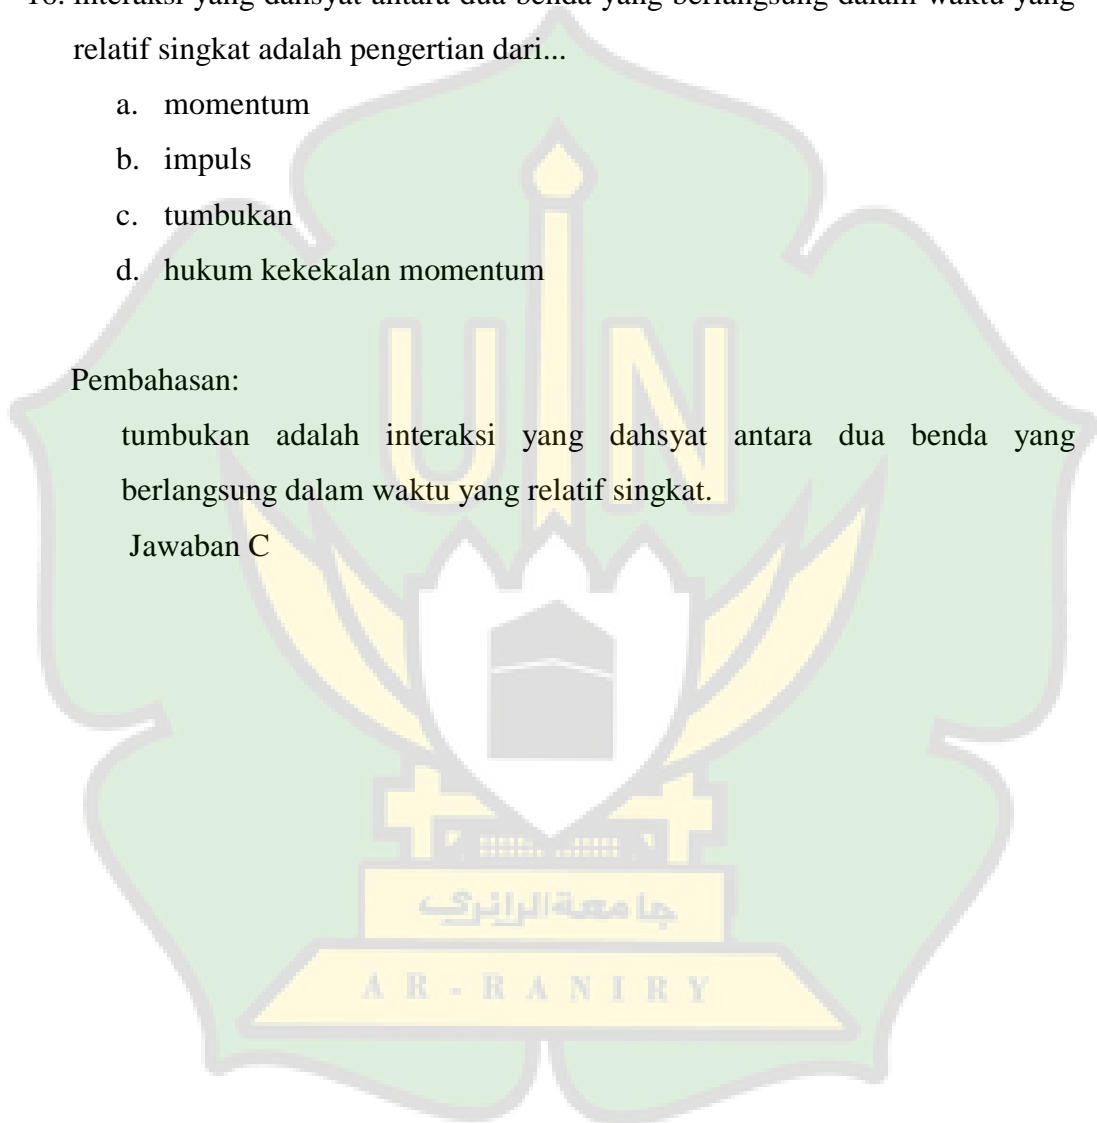 interaksi yang dahsyat antara dua benda yang berlangsung dalam waktu yang
relatif singkat adalah pengertian dari...
a. momentum
b. impuls
c. tumbukan
d. hukum kekekalan momentum
Pembahasan:
tumbukan adalah interaksi yang dahsyat antara dua benda yang
berlangsung dalam waktu yang relatif singkat.
Jawaban C
UIN
جامعة الرانري
AR-RANIRY